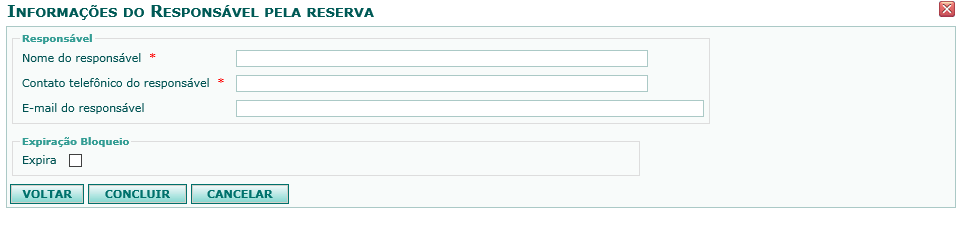 Informações do Responsável pela reserva
Responsável
Nome do responsável *
Contato telefônico do responsável *
E-mail do responsável
Expiração Bloqueio
Expira
VOLTAR CONCLUIR CANCELAR